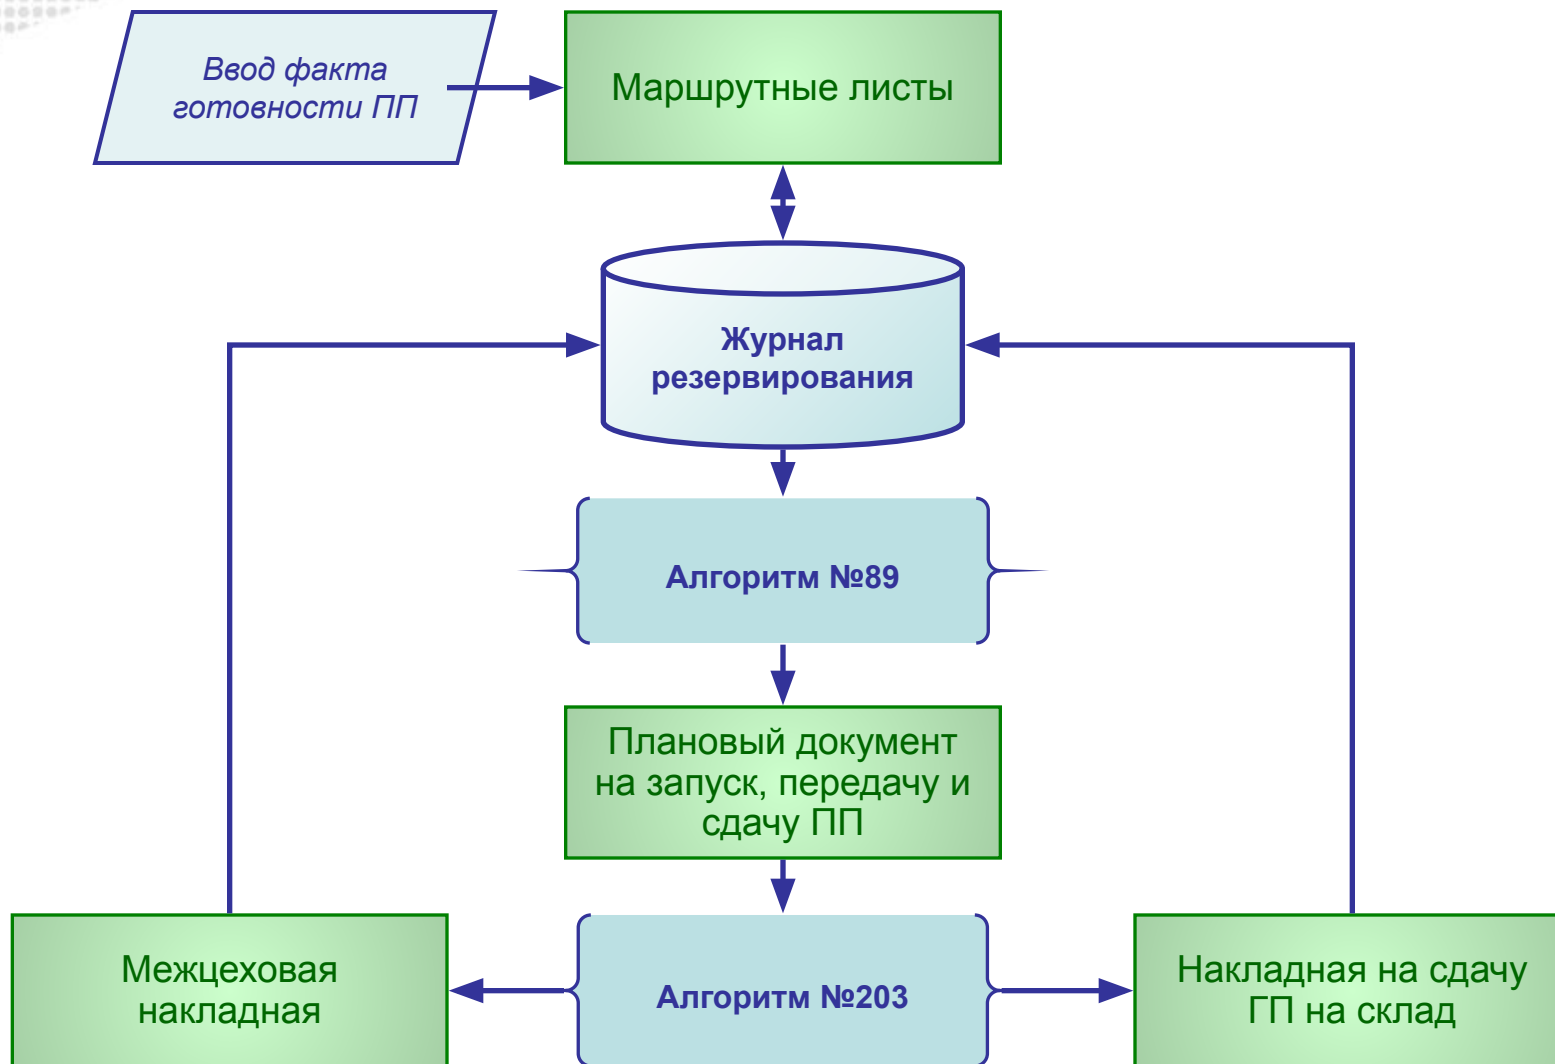 Ввод факта
готовности ПП
Маршрутные листы
Журнал
резервирования
Алгоритм №89
Плановый документ
на запуск, передачу и
сдачу ПП
Межцеховая
накладная
Алгоритм №203
Накладная на сдачу
ГП на склад